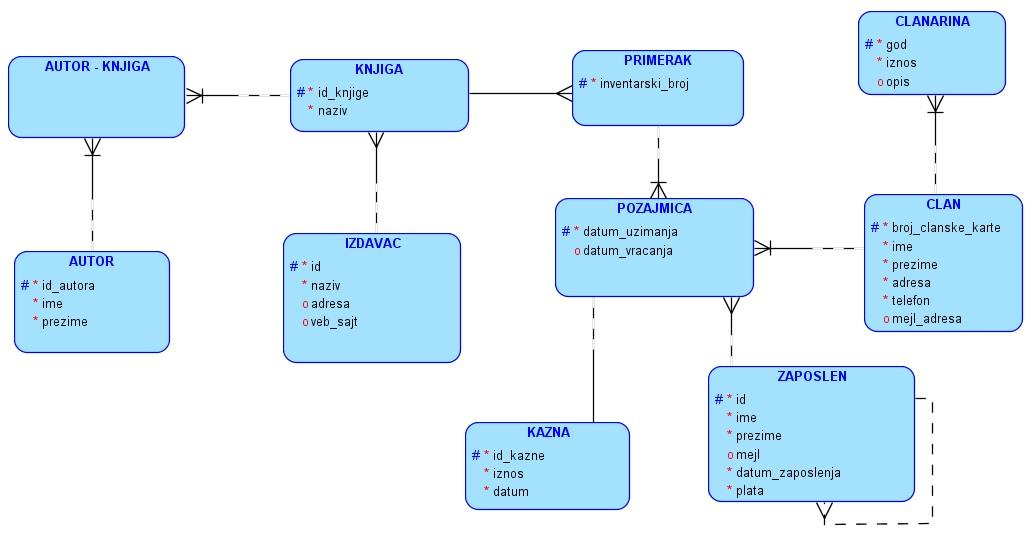 AUTOR - KNJIGA
KNJIGA
# * id_knjige
* naziv
PRIMERAK
# * inventarski_broj
CLANARINA
# * god
* iznos
o opis
AUTOR
# * id_autora
* ime
* prezime
IZDAVAC
# * id
* naziv
o adresa
o veb_sajt
POZAJMICA
# * datum_uzimanja
o datum_vracanja
CLAN
# * broj_clanske_karte
* ime
* prezime
* adresa
* telefon
o mejl_adresa
KAZNA
# * id_kazne
* iznos
* datum
ZAPOSLEN
# * id
* ime
* prezime
o mejl
* datum_zaposlenja
* plata